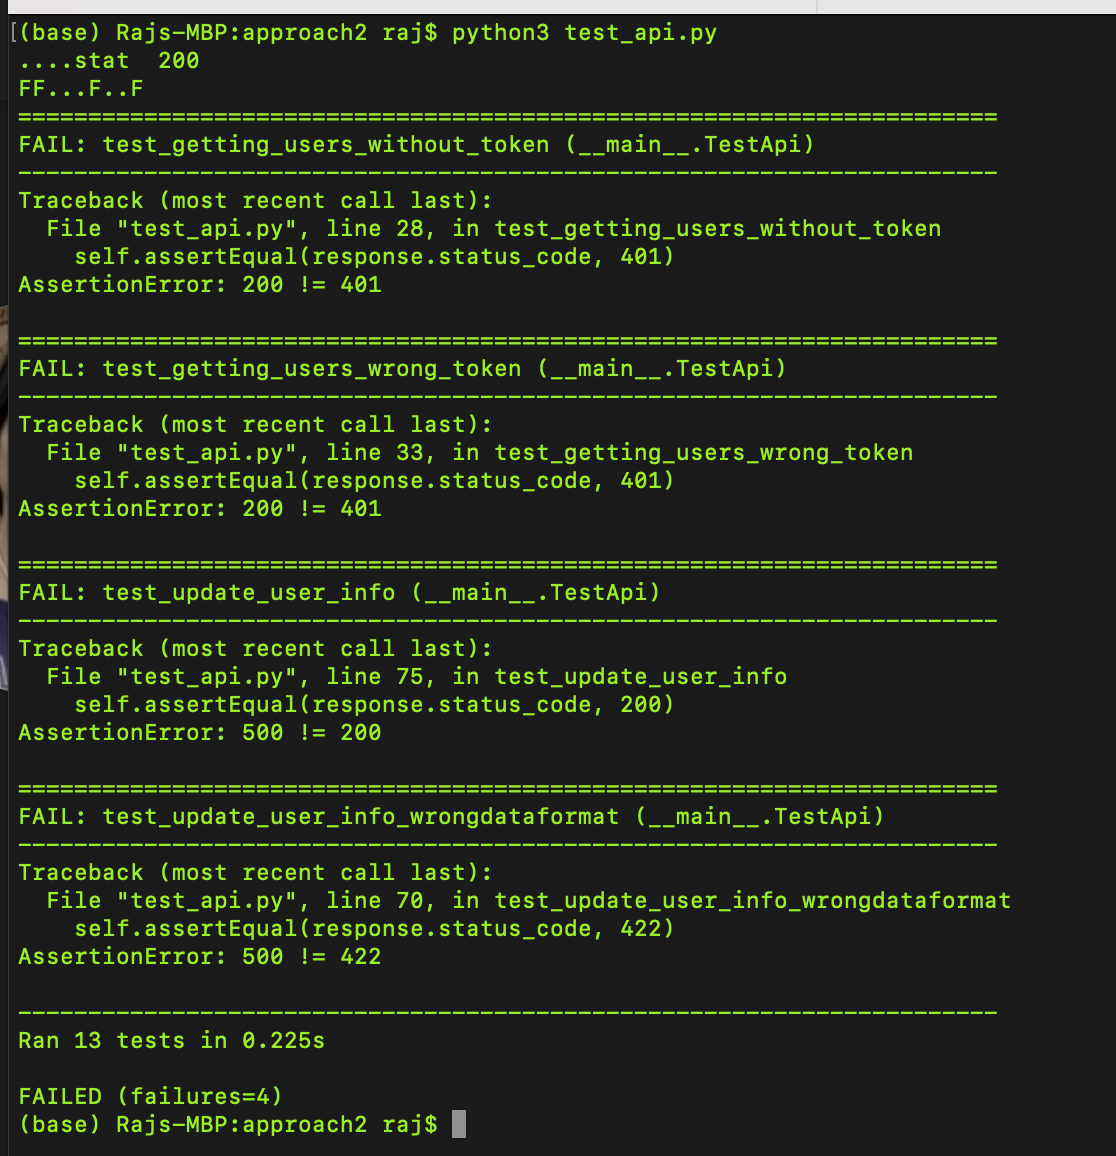 [(base) Rajs-MBP:approach2 raj$ python3 test_api.py
....stat  200
FF...F..F
======================================================================
FAIL: test_getting_users_without_token (__main__.TestApi)
----------------------------------------------------------------------
Traceback (most recent call last):
  File "test_api.py", line 28, in test_getting_users_without_token
    self.assertEqual(response.status_code, 401)
AssertionError: 200 != 401

======================================================================
FAIL: test_getting_users_wrong_token (__main__.TestApi)
----------------------------------------------------------------------
Traceback (most recent call last):
  File "test_api.py", line 33, in test_getting_users_wrong_token
    self.assertEqual(response.status_code, 401)
AssertionError: 200 != 401

======================================================================
FAIL: test_update_user_info (__main__.TestApi)
----------------------------------------------------------------------
Traceback (most recent call last):
  File "test_api.py", line 75, in test_update_user_info
    self.assertEqual(response.status_code, 200)
AssertionError: 500 != 200

======================================================================
FAIL: test_update_user_info_wrongdataformat (__main__.TestApi)
----------------------------------------------------------------------
Traceback (most recent call last):
  File "test_api.py", line 70, in test_update_user_info_wrongdataformat
    self.assertEqual(response.status_code, 422)
AssertionError: 500 != 422

----------------------------------------------------------------------
Ran 13 tests in 0.225s

FAILED (failures=4)
(base) Rajs-MBP:approach2 raj$